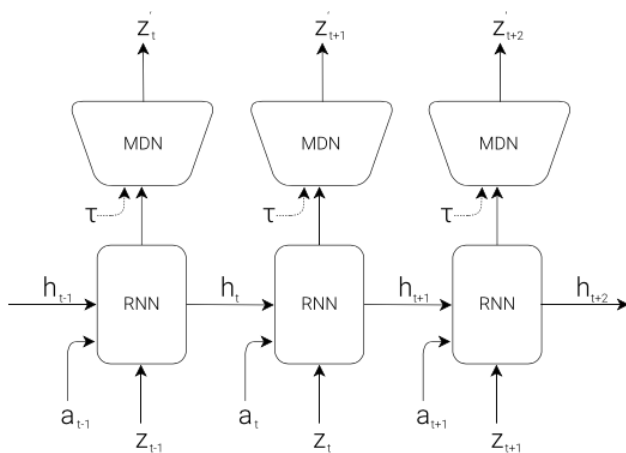 z'ₜ z'ₜ₊₁ z'ₜ₊₂
MDN MDN MDN
τ τ τ
hₜ₋₁ RNN hₜ RNN hₜ₊₁ RNN hₜ₊₂
aₜ₋₁ aₜ aₜ₊₁
zₜ₋₁ zₜ zₜ₊₁